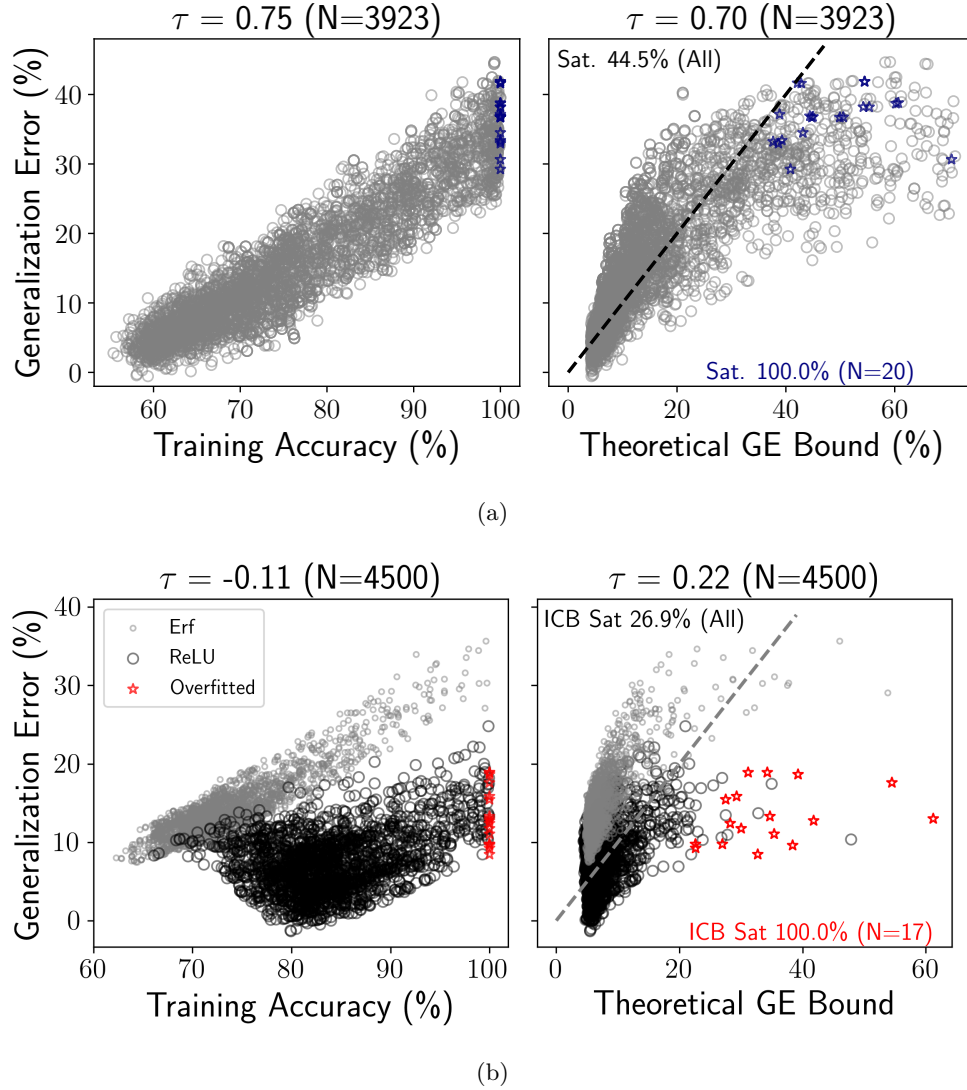 τ = 0.75 (N=3923)
τ = 0.70 (N=3923)
Generalization Error (%)
40
30
20
10
0
60
70
80
90
100
Training Accuracy (%)
Sat. 44.5% (All)
Sat. 100.0% (N=20)
0
20
40
60
Theoretical GE Bound (%)
(a)
τ = -0.11 (N=4500)
τ = 0.22 (N=4500)
Generalization Error (%)
40
30
20
10
0
Erf
ReLU
Overfitted
60
70
80
90
100
Training Accuracy (%)
ICB Sat 26.9% (All)
ICB Sat 100.0% (N=17)
0
20
40
60
Theoretical GE Bound
(b)